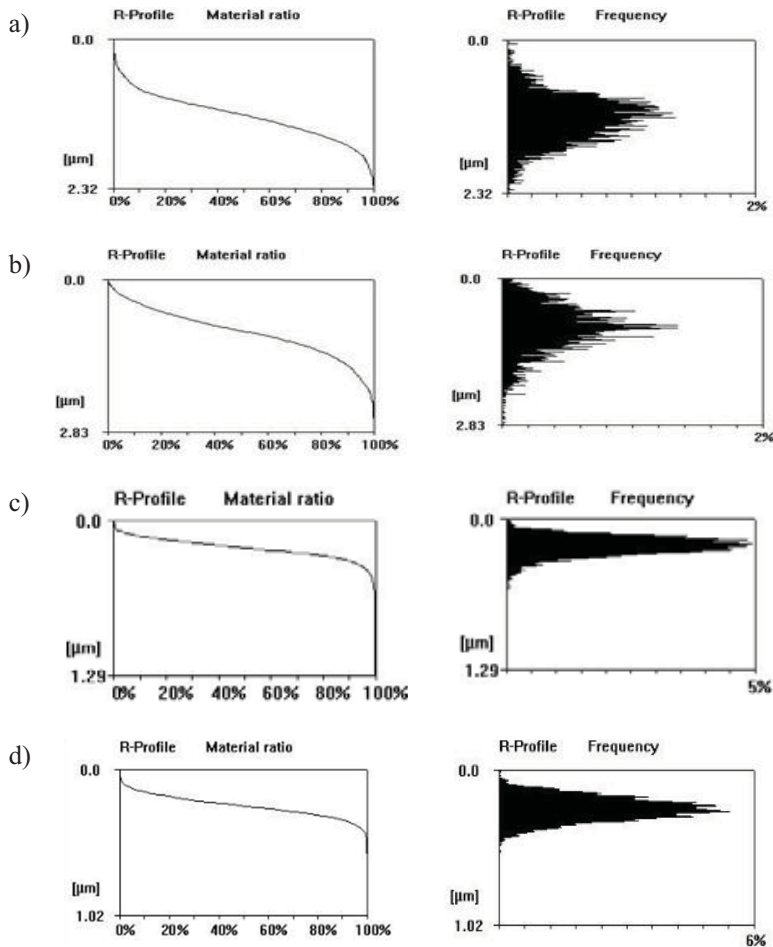 a)
R-Profile Material ratio
0.0
[µm]
2.32
0% 20% 40% 60% 80% 100%
R-Profile Frequency
0.0
[µm]
2.32
2%
b)
R-Profile Material ratio
0.0
[µm]
2.83
0% 20% 40% 60% 80% 100%
R-Profile Frequency
0.0
[µm]
2.83
2%
c)
R-Profile Material ratio
0.0
[µm]
1.29
0% 20% 40% 60% 80% 100%
R-Profile Frequency
0.0
[µm]
1.29
5%
d)
R-Profile Material ratio
0.0
[µm]
1.02
0% 20% 40% 60% 80% 100%
R-Profile Frequency
0.0
[µm]
1.02
6%